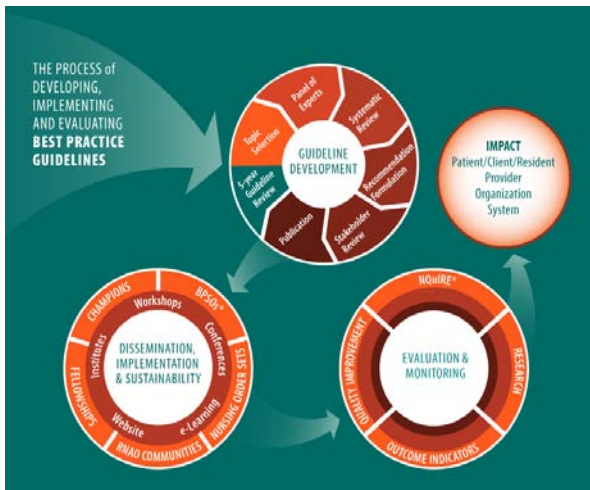 THE PROCESS of
DEVELOPING,
IMPLEMENTING
AND EVALUATING
BEST PRACTICE
GUIDELINES
GUIDELINE
DEVELOPMENT
Topic
Selection
Panel of
Experts
Systematic
Review
Recommendation
Formulation
Stakeholder
Review
Publication
5-year
Guideline
Review
IMPACT
Patient/Client/Resident
Provider
Organization
System
DISSEMINATION,
IMPLEMENTATION
& SUSTAINABILITY
CHAMPIONS
BPSOs®
NURSING ORDER SETS
RNAO COMMUNITIES
FELLOWSHIPS
Workshops
Conferences
e-Learning
Website
Institutes
EVALUATION &
MONITORING
NQuIRE®
RESEARCH
OUTCOME INDICATORS
QUALITY IMPROVEMENT